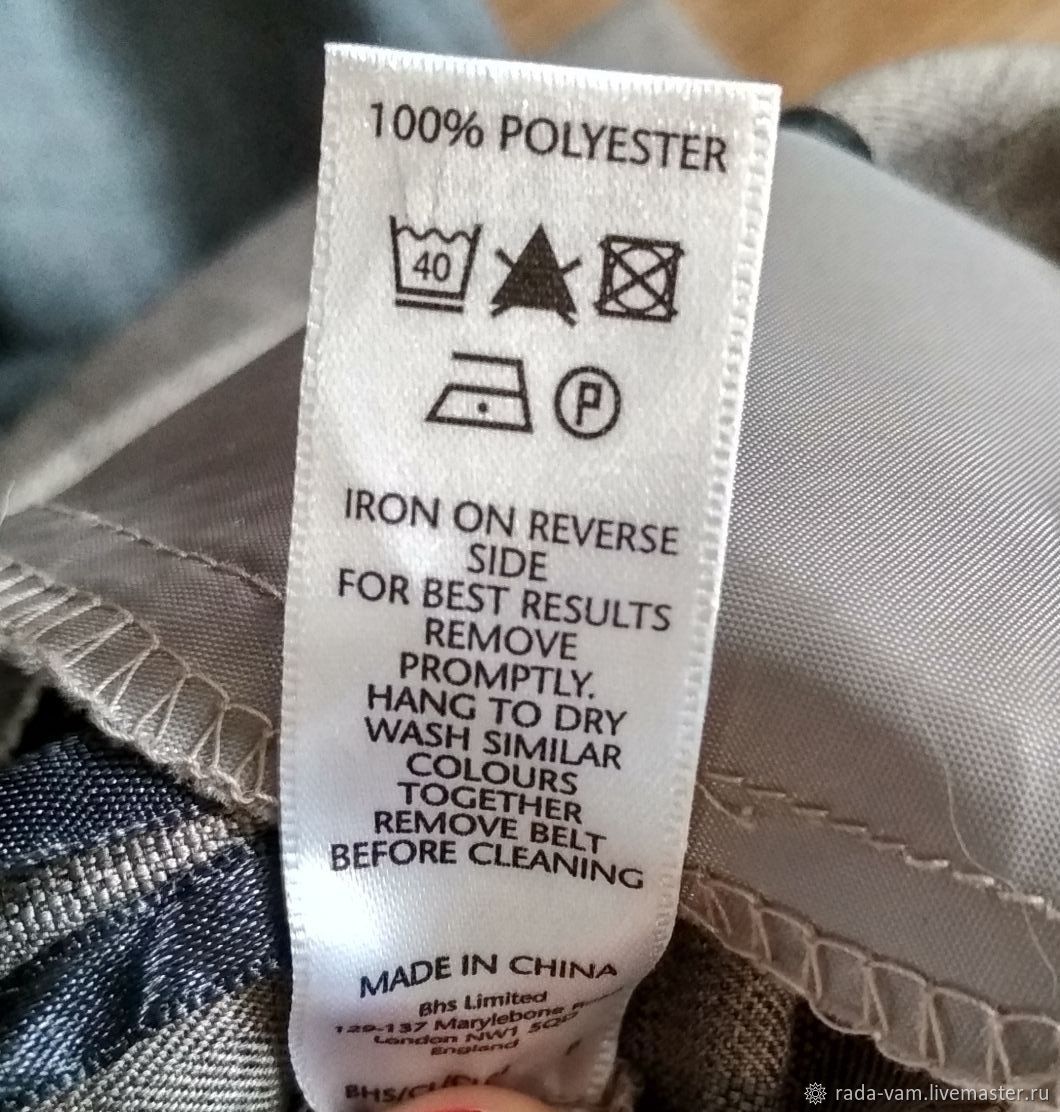 100% POLYESTER
40
P
IRON ON REVERSE
SIDE
FOR BEST RESULTS
REMOVE
PROMPTLY.
HANG TO DRY
WASH SIMILAR
COLOURS
TOGETHER
REMOVE BELT
BEFORE CLEANING
MADE IN CHINA
Bhs Limited
129-137 Marylebone
London NW1 5QD
England
rada-vam.livemaster.ru